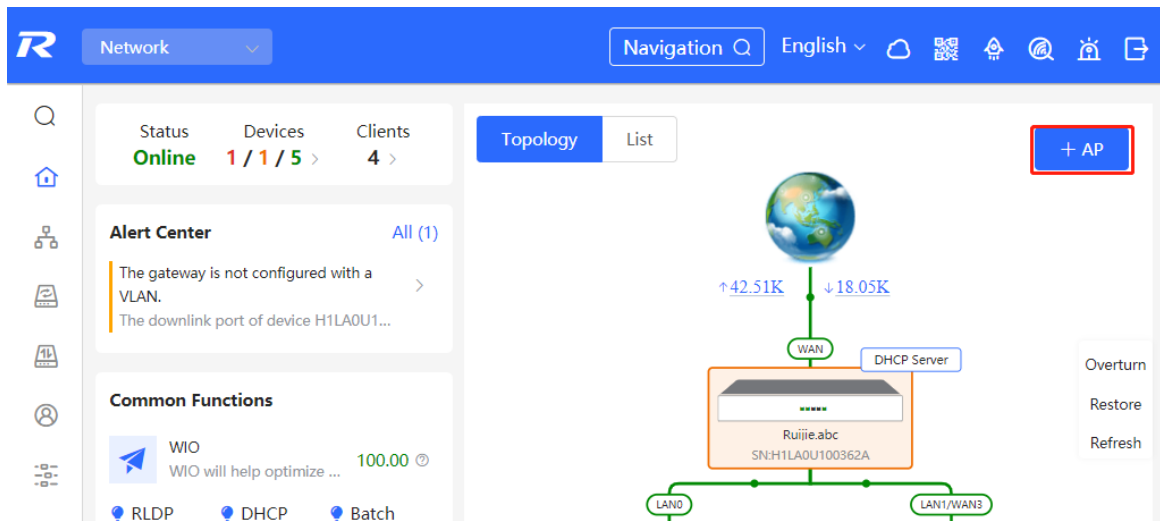 R
Network
Navigation
English
Status Devices Clients
Online 1 / 1 / 5 4
Topology List
+ AP
Alert Center All (1)
The gateway is not configured with a
VLAN.
The downlink port of device H1LA0U1...
↑42.51K ↓18.05K
WAN
DHCP Server
Ruijie.abc
SN:H1LA0U100362A
LAN0
LAN1/WAN3
Overturn
Restore
Refresh
Common Functions
WIO
WIO will help optimize ... 100.00
RLDP DHCP Batch